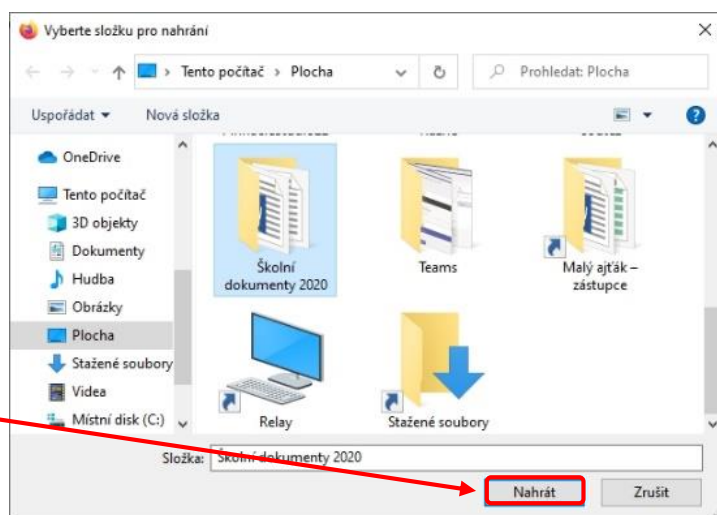 Vyberte složku pro nahrání
Tento počítač > Plocha
Prohledat: Plocha
Uspořádat
Nová složka
OneDrive
Tento počítač
3D objekty
Dokumenty
Hudba
Obrázky
Plocha
Stažené soubory
Videa
Místní disk (C:)
Školní
dokumenty 2020
Teams
Malý ajťák –
zástupce
Relay
Stažené soubory
Složka: Školní dokumenty 2020
Nahrát
Zrušit